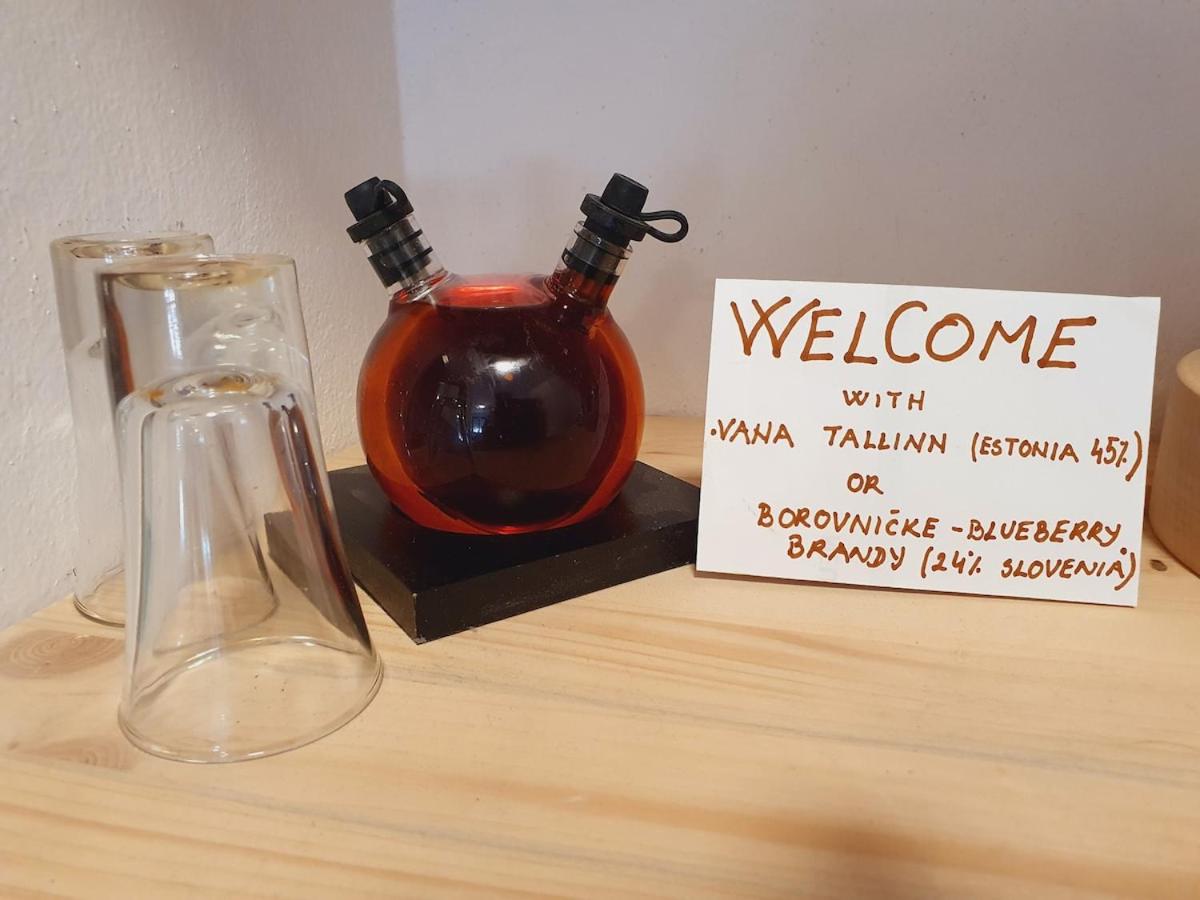 WELCOME
WITH
.VANA TALLINN (ESTONIA 45%)
OR
BOROVNIČKE - BLUEBERRY
BRANDY (24% SLOVENIA)